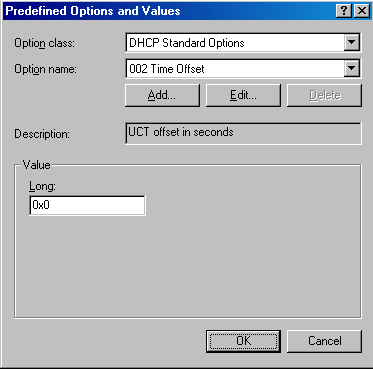 Predefined Options and Values
Option class: DHCP Standard Options
Option name: 002 Time Offset
Add... Edit... Delete
Description: UCT offset in seconds
Value
Long:
0x0
OK Cancel